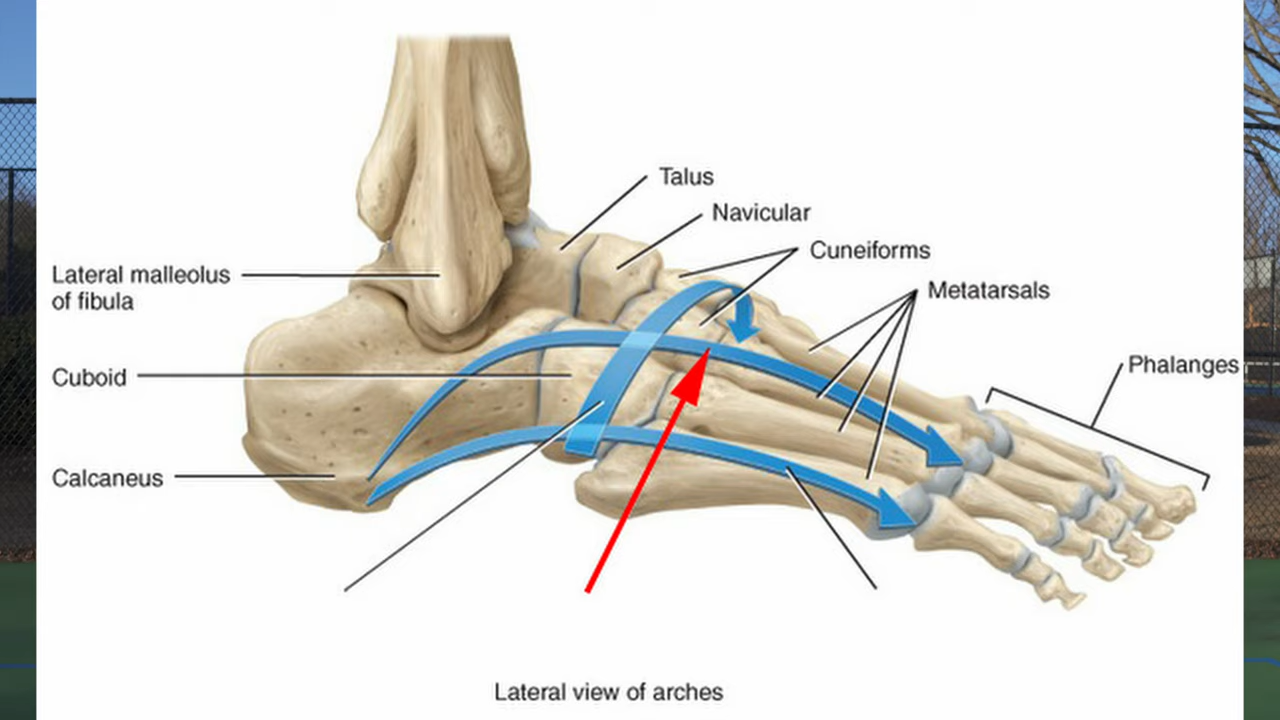 Talus
Navicular
Cuneiforms
Lateral malleolus
of fibula
Metatarsals
Phalanges
Cuboid
Calcaneus
Lateral view of arches